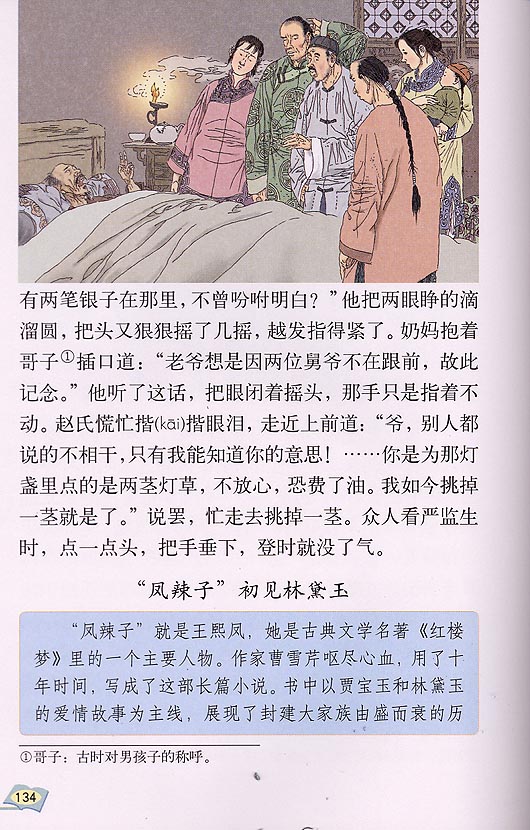 有两笔银子在那里，不曾吩咐明白？”他把两眼睁的滴
溜圆，把头又狠狠摇了几摇，越发指得紧了。奶妈抱着
哥子①插口道：“老爷想是因两位舅爷不在跟前，故此
记念。”他听了这话，把眼闭着摇头，那手只是指着不
动。赵氏慌忙揩(kāi)揩眼泪，走近上前道：“爷，别人都
说的不相干，只有我能知道你的意思！……你是为那灯
盏里点的是两茎灯草，不放心，恐费了油。我如今挑掉
一茎就是了。”说罢，忙走去挑掉一茎。众人看严监生
时，点一点头，把手垂下，登时就没了气。
“凤辣子”初见林黛玉
“凤辣子”就是王熙凤，她是古典文学名著《红楼
梦》里的一个主要人物。作家曹雪芹呕尽心血，用了十
年时间，写成了这部长篇小说。书中以贾宝玉和林黛玉
的爱情故事为主线，展现了封建大家族由盛而衰的历
①哥子：古时对男孩子的称呼。
134